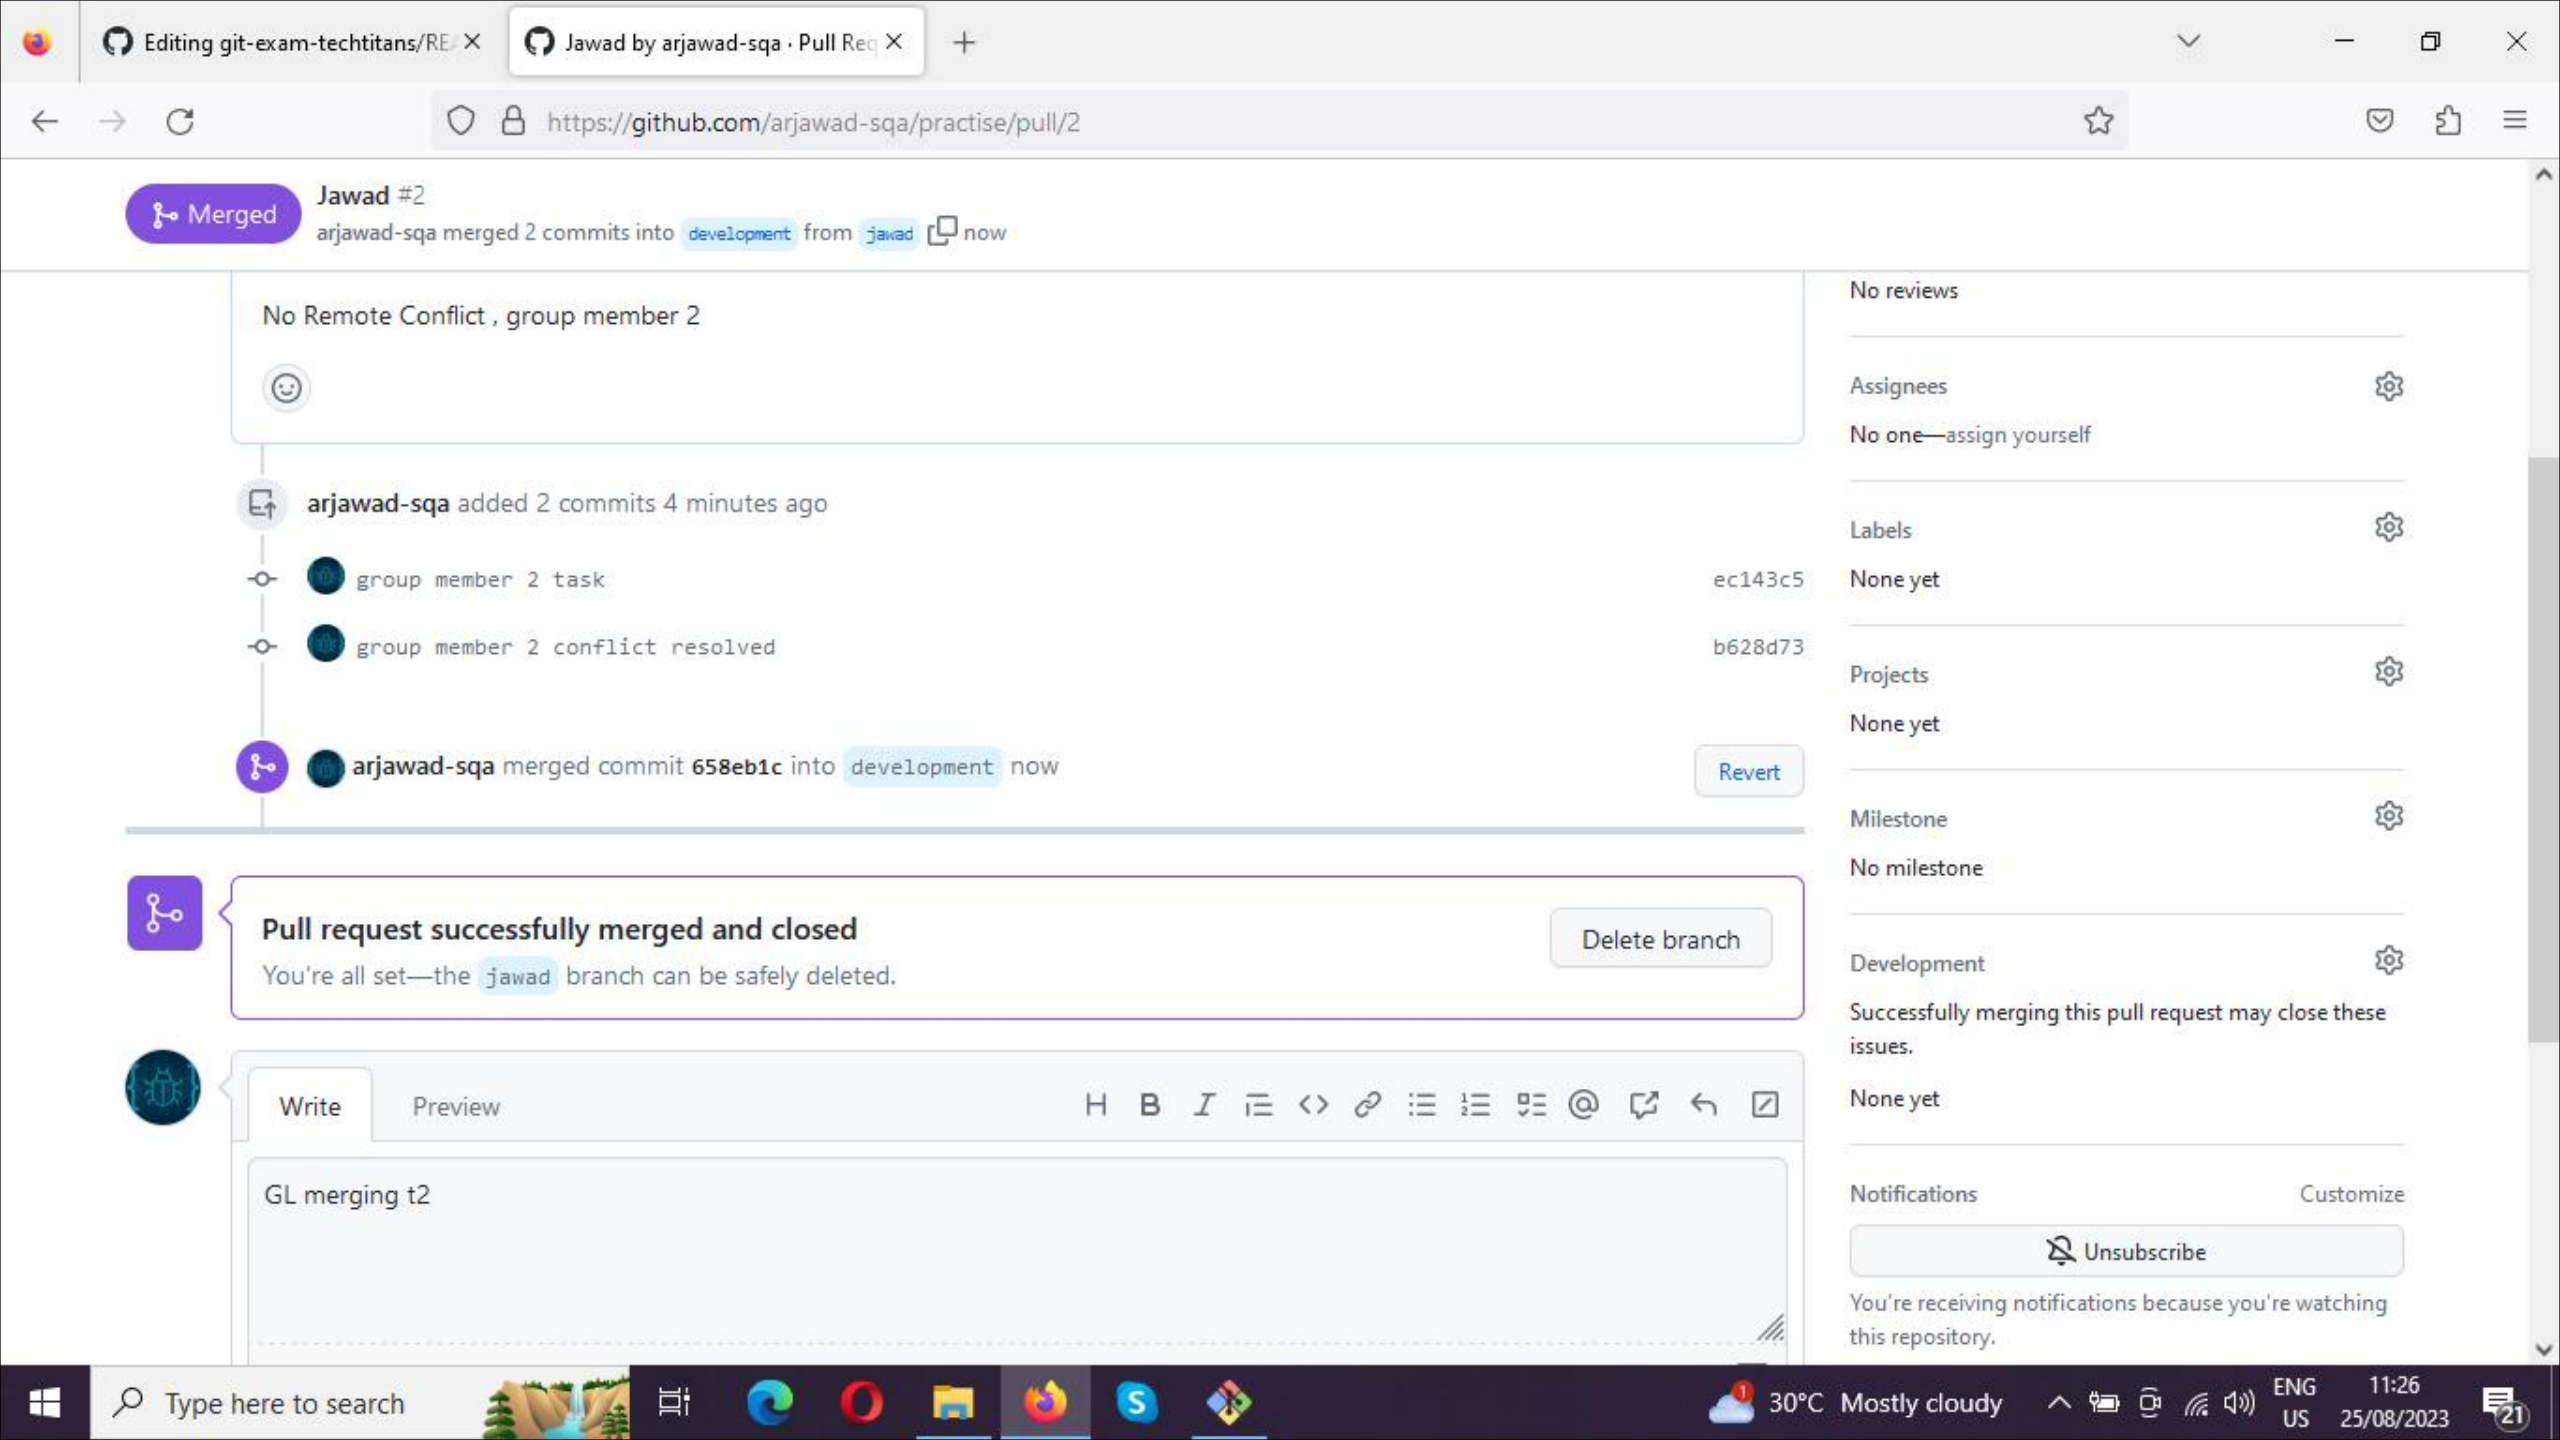 Editing git-exam-techtitans/REA
Jawad by arjawad-sqa · Pull Req
https://github.com/arjawad-sqa/practise/pull/2
Merged
Jawad #2
arjawad-sqa merged 2 commits into development from jawad now
No Remote Conflict , group member 2
arjawad-sqa added 2 commits 4 minutes ago
group member 2 task ec143c5
group member 2 conflict resolved b628d73
arjawad-sqa merged commit 658eb1c into development now
Revert
Pull request successfully merged and closed
You're all set—the jawad branch can be safely deleted.
Delete branch
Write Preview
GL merging t2
No reviews
Assignees
No one—assign yourself
Labels
None yet
Projects
None yet
Milestone
No milestone
Development
Successfully merging this pull request may close these
issues.
None yet
Notifications Customize
Unsubscribe
You're receiving notifications because you're watching
this repository.
Type here to search
1
30°C Mostly cloudy
ENG
US
11:26
25/08/2023
21